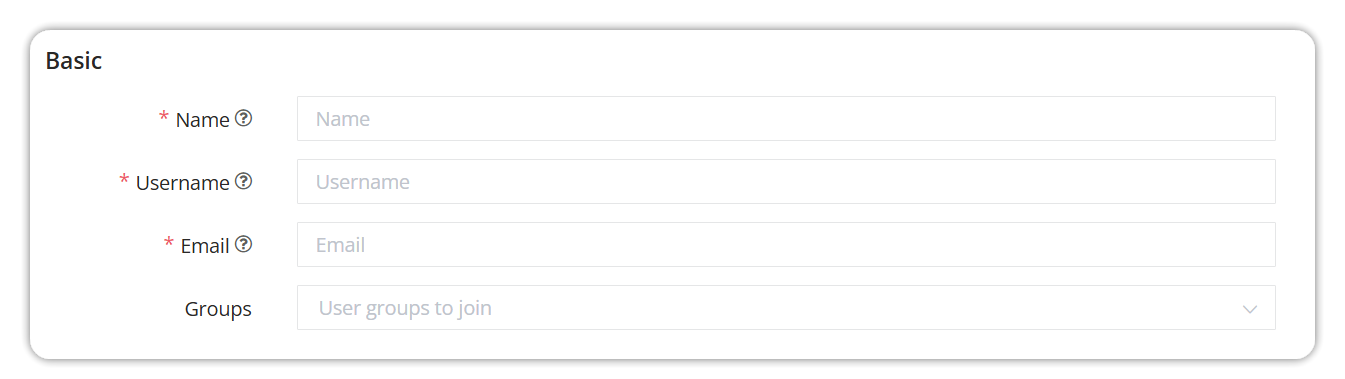 Basic
* Name ? Name
* Username ? Username
* Email ? Email
Groups User groups to join